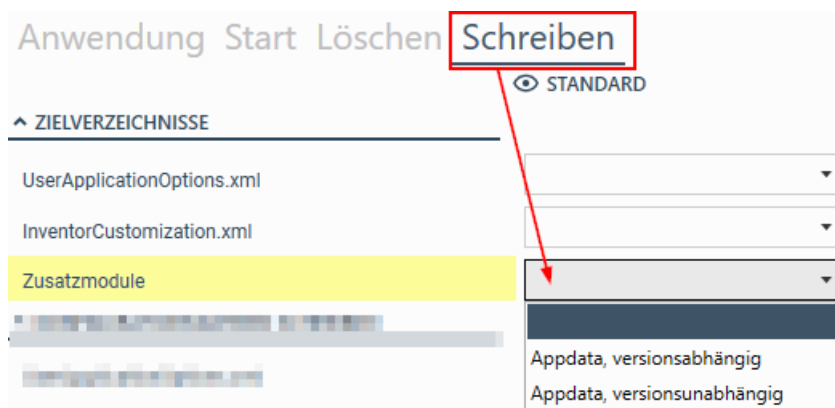 Anwendung Start Löschen Schreiben
STANDARD
ZIELVERZEICHNISSE
UserApplicationOptions.xml
InventorCustomization.xml
Zusatzmodule
Appdata, versionsabhängig
Appdata, versionsunabhängig